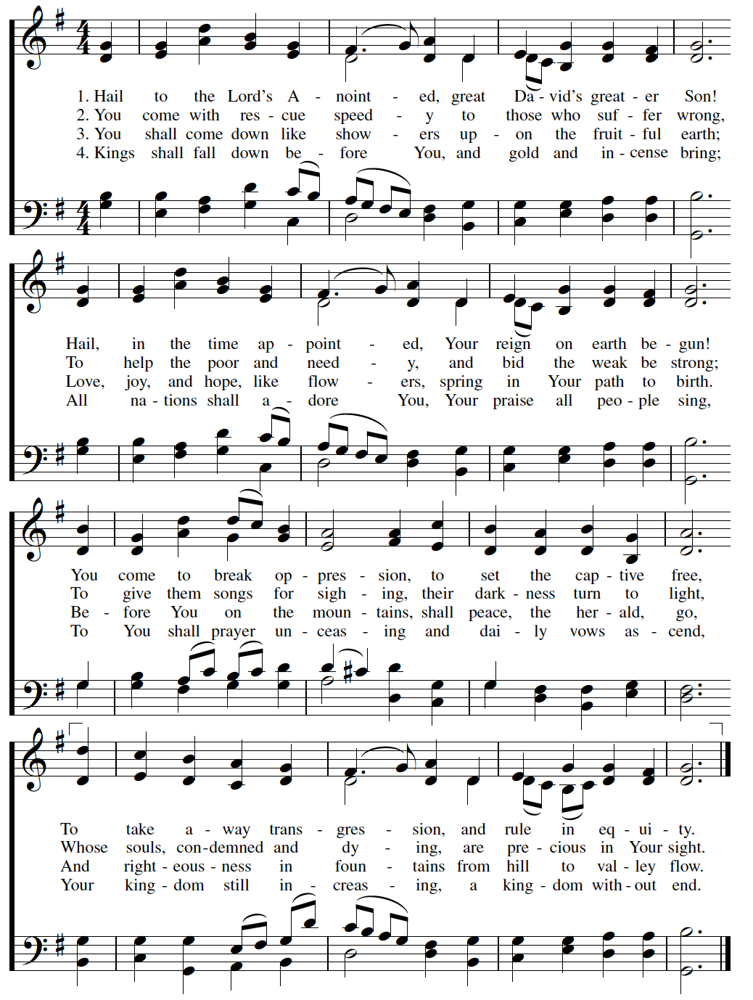 1. Hail to the Lord's A - noint - ed, great Da - vid's great - er Son!
2. You come with res - cue speed - y to those who suf - fer wrong,
3. You shall come down like show - ers up - on the fruit - ful earth;
4. Kings shall fall down be - fore You, and gold and in - cense bring;
Hail, in the time ap - point - ed, Your reign on earth be - gun!
To help the poor and need - y, and bid the weak be strong;
Love, joy, and hope, like flow - ers, spring in Your path to birth.
All na - tions shall a - dore You, Your praise all peo - ple sing,
You come to break op - pres - sion, to set the cap - tive free,
To give them songs for sigh - ing, their dark - ness turn to light,
Be - fore You on the moun - tains, shall peace, the her - ald, go,
To You shall prayer un - ceas - ing and dai - ly vows as - cend,
To take a - way trans - gres - sion, and rule in eq - ui - ty.
Whose souls, con - demned and dy - ing, are pre - cious in Your sight.
And right - eous - ness in foun - tains from hill to val - ley flow.
Your king - dom still in - creas - ing, a king - dom with - out end.